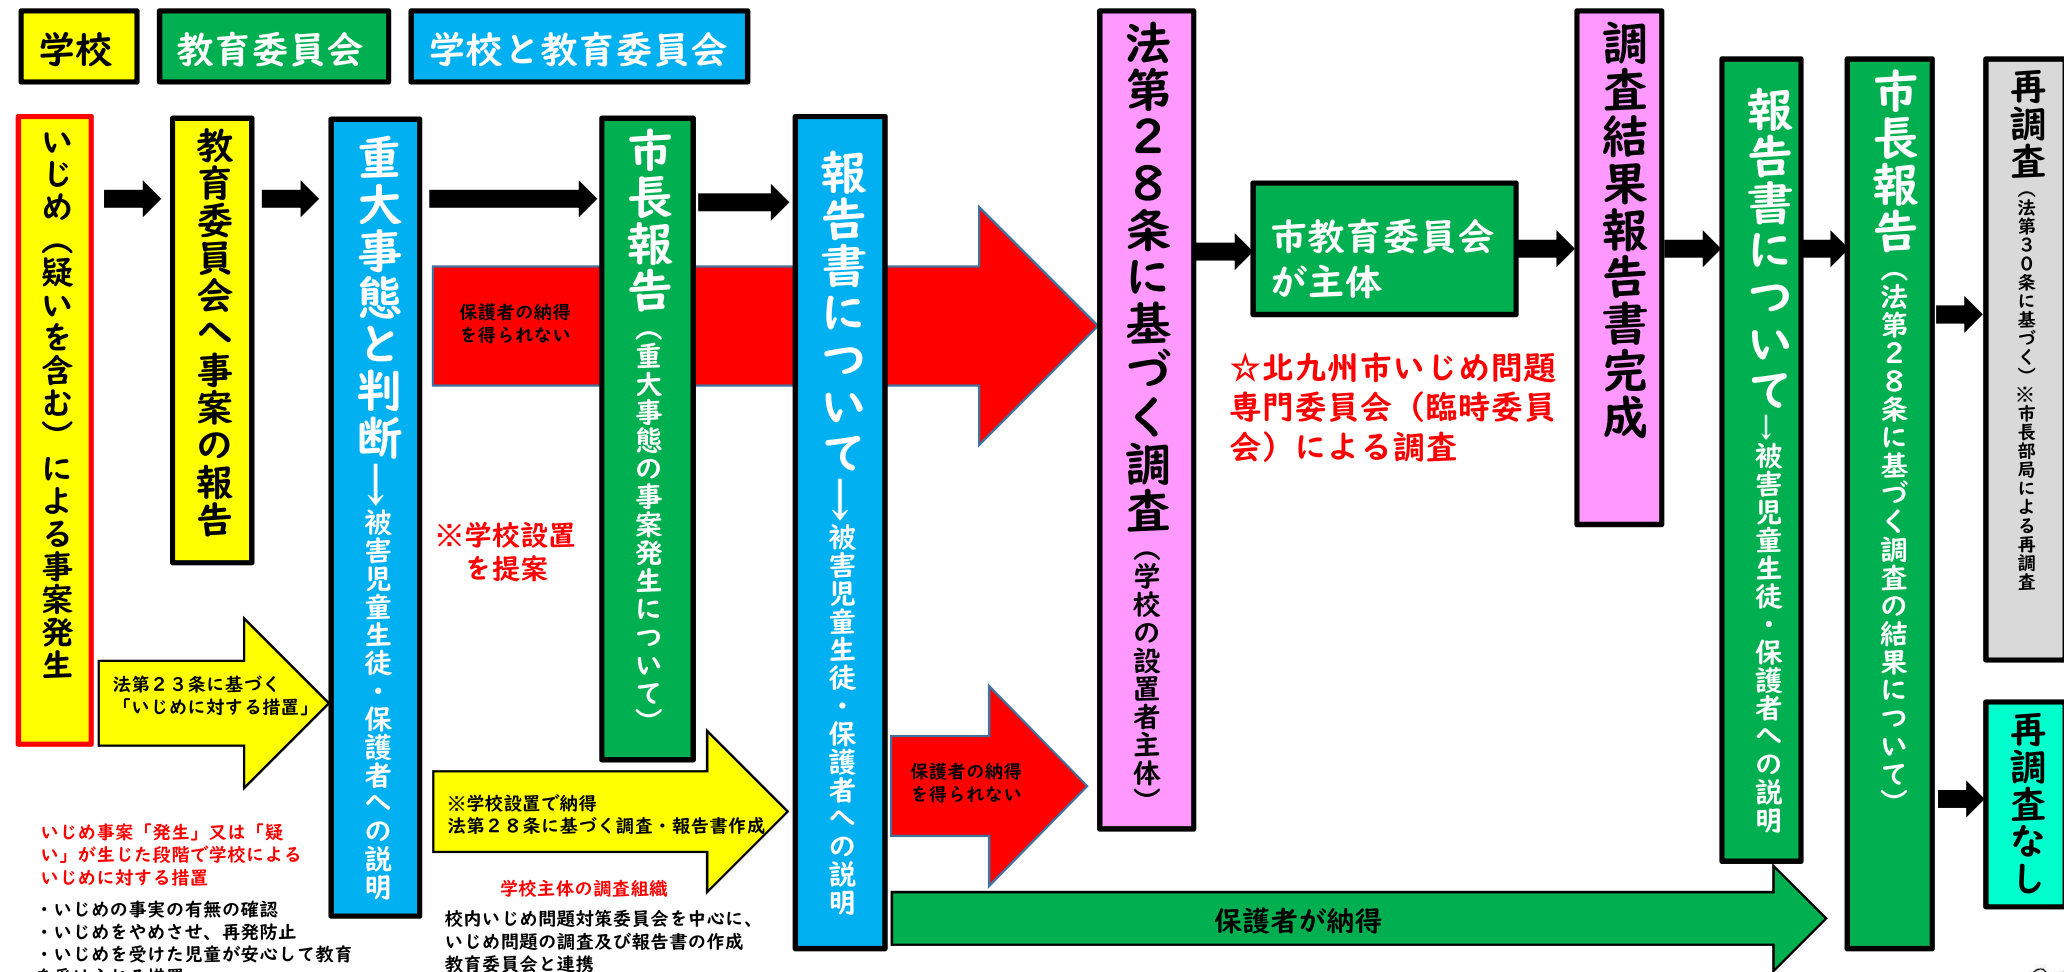 学校
教育委員会
学校と教育委員会
いじめ（疑いを含む）による事案発生
教育委員会へ事案の報告
重大事態と判断→被害児童生徒・保護者への説明
市長報告（重大事態の事案発生について）
報告書について→被害児童生徒・保護者への説明
法第28条に基づく調査（学校の設置者主体）
市教育委員会
が主体
☆北九州市いじめ問題
専門委員会（臨時委員
会）による調査
調査結果報告書完成
報告書について→被害児童生徒・保護者への説明
市長報告（法第28条に基づく調査の結果について）
再調査（法第30条に基づく）※市長部局による再調査
再調査なし
保護者の納得
を得られない
※学校設置
を提案
法第23条に基づく
「いじめに対する措置」
※学校設置で納得
法第28条に基づく調査・報告書作成
保護者の納得
を得られない
保護者が納得
いじめ事案「発生」又は「疑
い」が生じた段階で学校による
いじめに対する措置
・いじめの事実の有無の確認
・いじめをやめさせ、再発防止
・いじめを受けた児童が安心して教育
学校主体の調査組織
校内いじめ問題対策委員会を中心に、
いじめ問題の調査及び報告書の作成
教育委員会と連携